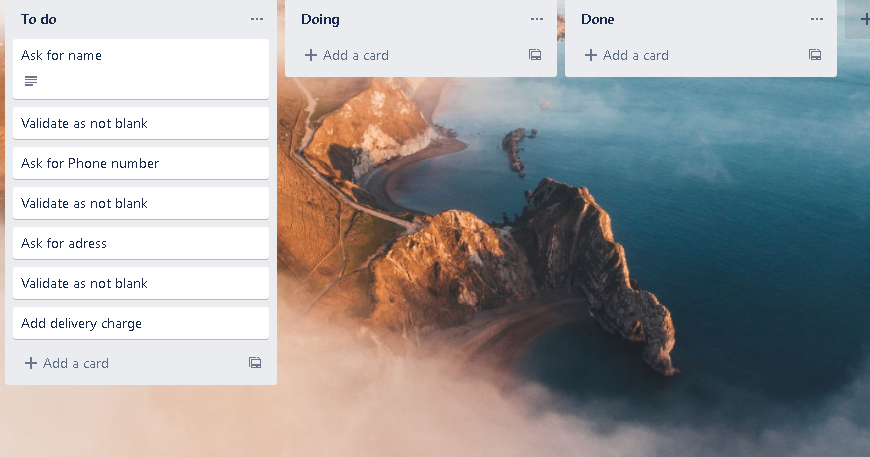 To do
Ask for name
Validate as not blank
Ask for Phone number
Validate as not blank
Ask for adress
Validate as not blank
Add delivery charge
Add a card
Doing
Add a card
Done
Add a card